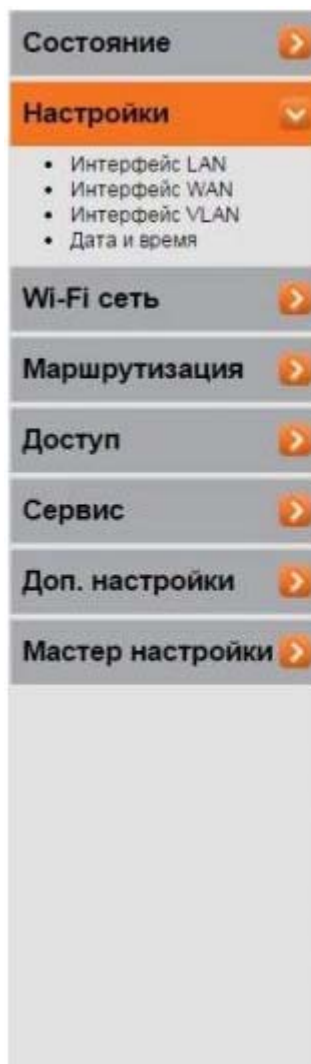 Состояние
Настройки
Интерфейс LAN
Интерфейс WAN
Интерфейс VLAN
Дата и время
Wi-Fi сеть
Маршрутизация
Доступ
Сервис
Доп. настройки
Мастер настройки